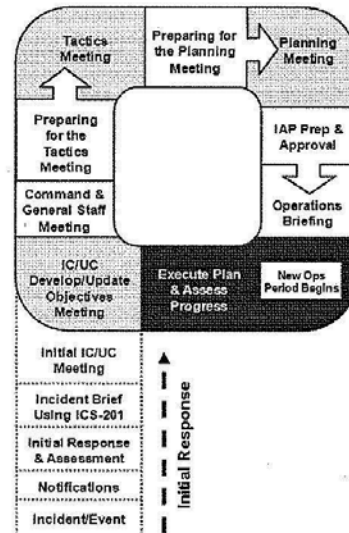 Tactics
Meeting
Preparing for
the Planning
Meeting
Planning
Meeting
Preparing
for the
Tactics
Meeting
IAP Prep &
Approval
Command &
General Staff
Meeting
Operations
Briefing
IC/UC
Develop/Update
Objectives
Meeting
Execute Plan
& Assess
Progress
New Ops
Period Begins
Initial IC/UC
Meeting
Incident Brief
Using ICS-201
Initial Response
& Assessment
Notifications
Incident/Event
Initial Response